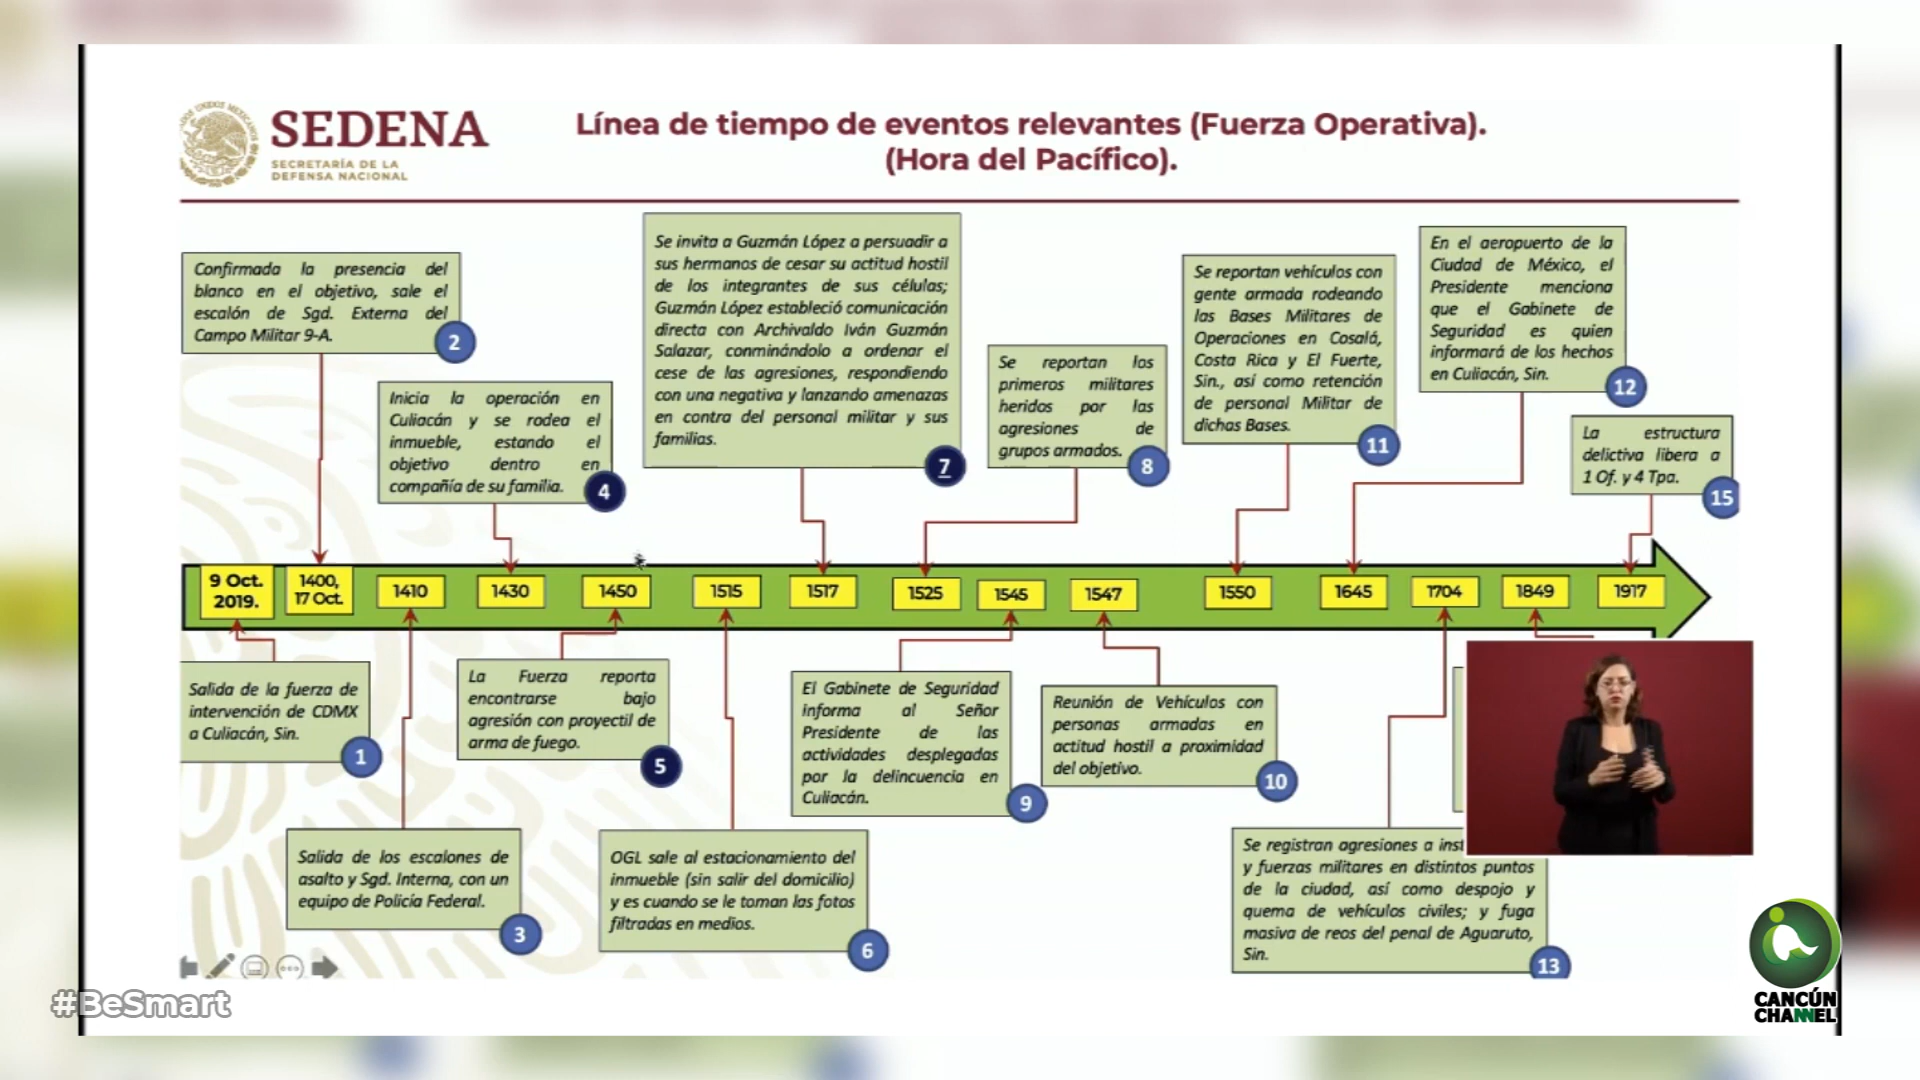 SEDENA
SECRETARÍA DE LA
DEFENSA NACIONAL
Línea de tiempo de eventos relevantes (Fuerza Operativa).
(Hora del Pacífico).
Confirmada la presencia del
blanco en el objetivo, sale el
escalón de Sgd. Externa del
Campo Militar 9-A.
2
Inicia la operación en
Culiacán y se rodea el
inmueble, estando el
objetivo dentro en
compañía de su familia.
4
Se invita a Guzmán López a persuadir a
sus hermanos de cesar su actitud hostil
de los integrantes de sus células;
Guzmán López estableció comunicación
directa con Archivaldo Iván Guzmán
Salazar, conminándolo a ordenar el
cese de las agresiones, respondiendo
con una negativa y lanzando amenazas
en contra del personal militar y sus
familias.
7
Se reportan los
primeros militares
heridos por las
agresiones de
grupos armados.
8
Se reportan vehículos con
gente armada rodeando
las Bases Militares de
Operaciones en Cosalá,
Costa Rica y El Fuerte,
Sin., así como retención
de personal Militar de
dichas Bases.
11
En el aeropuerto de la
Ciudad de México, el
Presidente menciona
que el Gabinete de
Seguridad es quien
informará de los hechos
en Culiacán, Sin.
12
La estructura
delictiva libera a
1 Of. y 4 Tpa.
15
9 Oct.
2019.
1400,
17 Oct.
1410
1430
1450
1515
1517
1525
1545
1547
1550
1645
1704
1849
1917
Salida de la fuerza de
intervención de CDMX
a Culiacán, Sin.
1
Salida de los escalones de
asalto y Sgd. Interna, con un
equipo de Policía Federal.
3
La Fuerza reporta
encontrarse bajo
agresión con proyectil de
arma de fuego.
5
OGL sale al estacionamiento del
inmueble (sin salir del domicilio)
y es cuando se le toman las fotos
filtradas en medios.
6
El Gabinete de Seguridad
informa al Señor
Presidente de las
actividades desplegadas
por la delincuencia en
Culiacán.
9
Reunión de Vehículos con
personas armadas en
actitud hostil a proximidad
del objetivo.
10
Se registran agresiones a
y fuerzas militares en distintos puntos
de la ciudad, así como despojo y
quema de vehículos civiles; y fuga
masiva de reos del penal de Aguaruto,
Sin.
13
#BeSmart
CANCÚN
CHANNEL